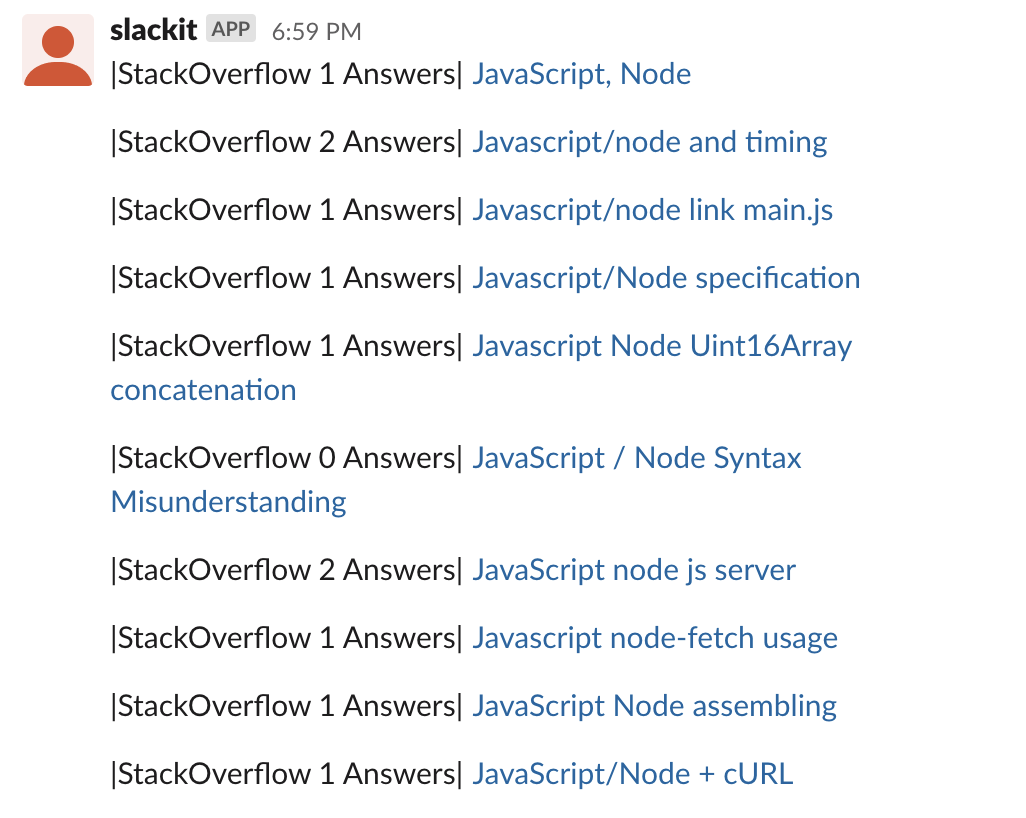 slackit APP 6:59 PM
|StackOverflow 1 Answers| JavaScript, Node
|StackOverflow 2 Answers| Javascript/node and timing
|StackOverflow 1 Answers| Javascript/node link main.js
|StackOverflow 1 Answers| Javascript/Node specification
|StackOverflow 1 Answers| Javascript Node Uint16Array
concatenation
|StackOverflow 0 Answers| JavaScript / Node Syntax
Misunderstanding
|StackOverflow 2 Answers| JavaScript node js server
|StackOverflow 1 Answers| Javascript node-fetch usage
|StackOverflow 1 Answers| JavaScript Node assembling
|StackOverflow 1 Answers| JavaScript/Node + cURL